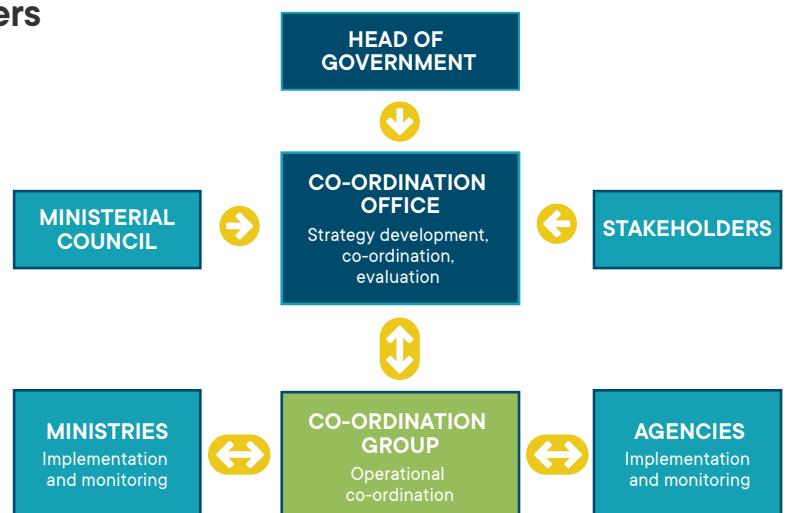 ers
HEAD OF
GOVERNMENT
CO-ORDINATION
OFFICE
Strategy development,
co-ordination,
evaluation
MINISTERIAL
COUNCIL
STAKEHOLDERS
MINISTRIES
Implementation
and monitoring
CO-ORDINATION
GROUP
Operational
co-ordination
AGENCIES
Implementation
and monitoring